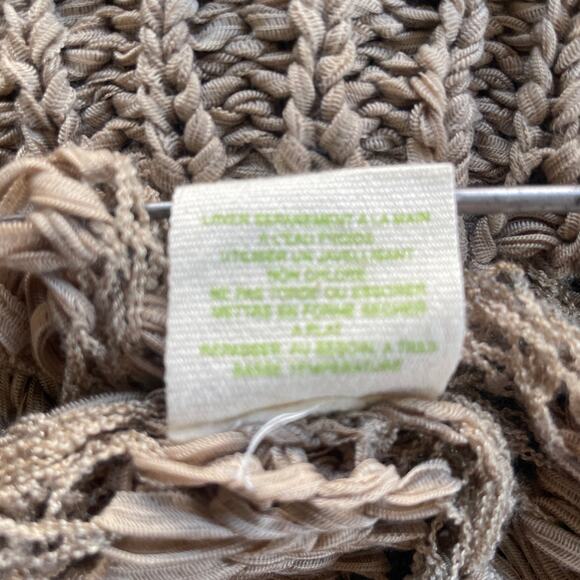 LAVER SEPAREMENT A LA MAIN
A L'EAU FROIDE
UTILISER UN JAVELLISANT
NON CHLORE
NE PAS TORDE OU ESSORER
METTRE EN FORME SECHER
A PLAT
REPASSER AU BESOIN, A TRES
BASSE TEMPERATURE